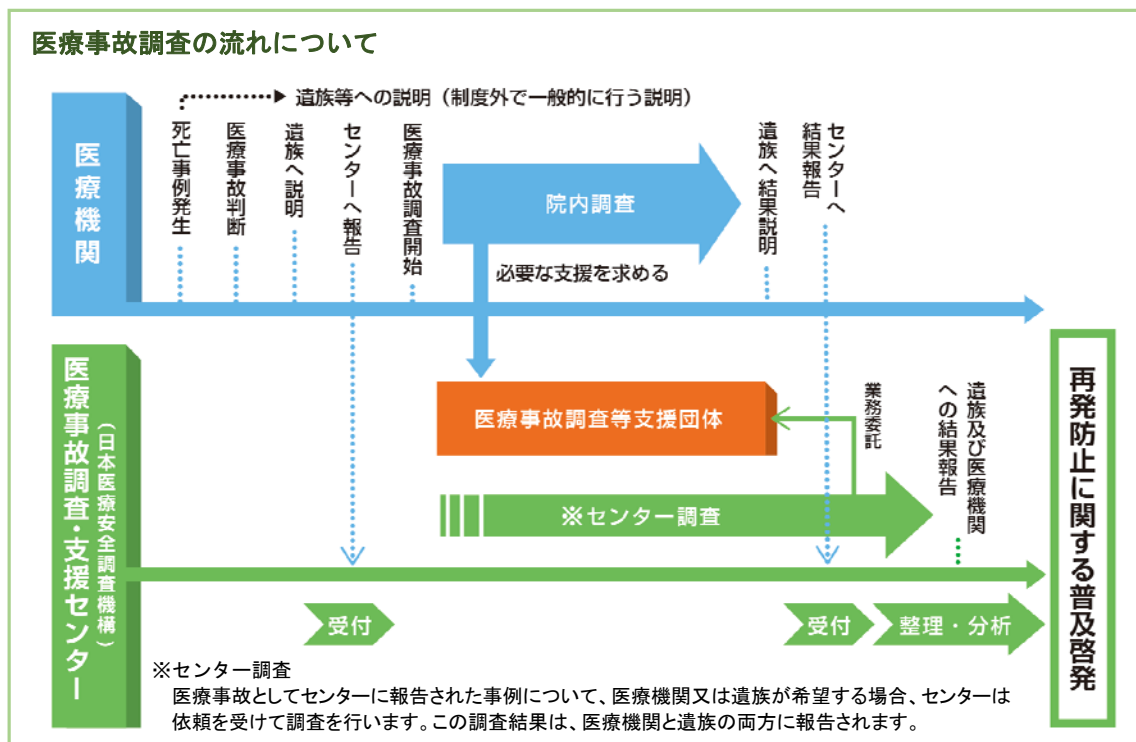 医療事故調査の流れについて
遺族等への説明（制度外で一般的に行う説明）
医療機関
死亡事例発生
医療事故判断
遺族へ説明
センターへ報告
医療事故調査開始
院内調査
必要な支援を求める
遺族へ結果説明
センターへ
結果報告
医療事故調査・支援センター
（日本医療安全調査機構）
医療事故調査等支援団体
業務委託
※センター調査
遺族及び医療機関
への結果報告
受付
受付
整理・分析
再発防止に関する普及啓発
※センター調査
医療事故としてセンターに報告された事例について、医療機関又は遺族が希望する場合、センターは
依頼を受けて調査を行います。この調査結果は、医療機関と遺族の両方に報告されます。